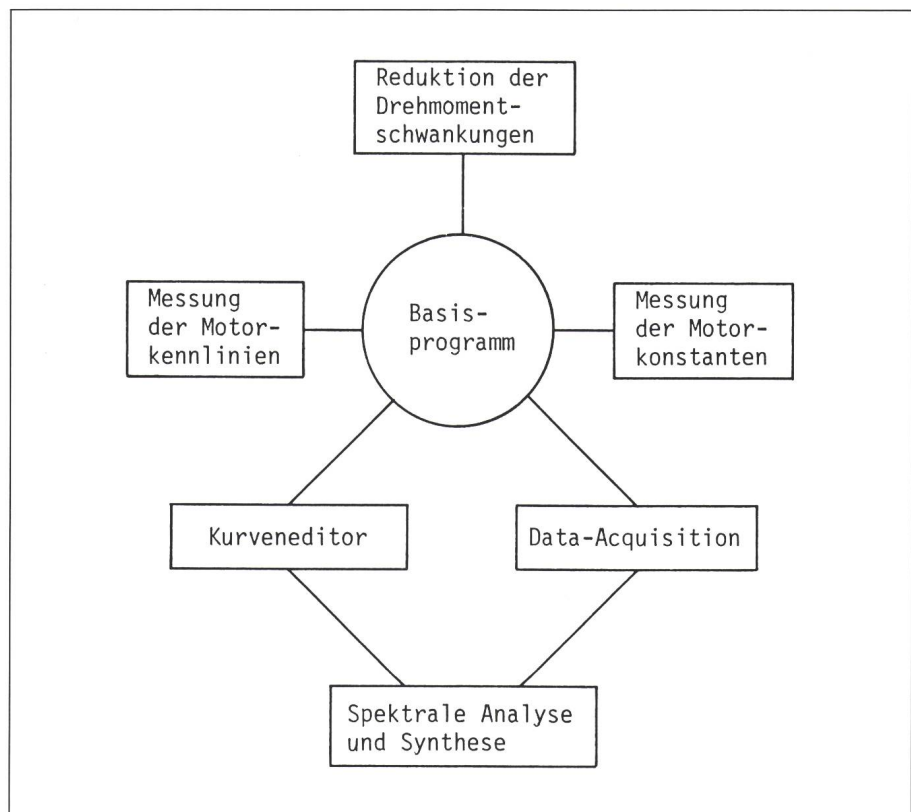 Reduktion der
Drehmoment-
schwankungen
Messung
der Motor-
kennlinien
Basis-
programm
Messung
der Motor-
konstanten
Kurveneditor
Data-Acquisition
Spektrale Analyse
und Synthese